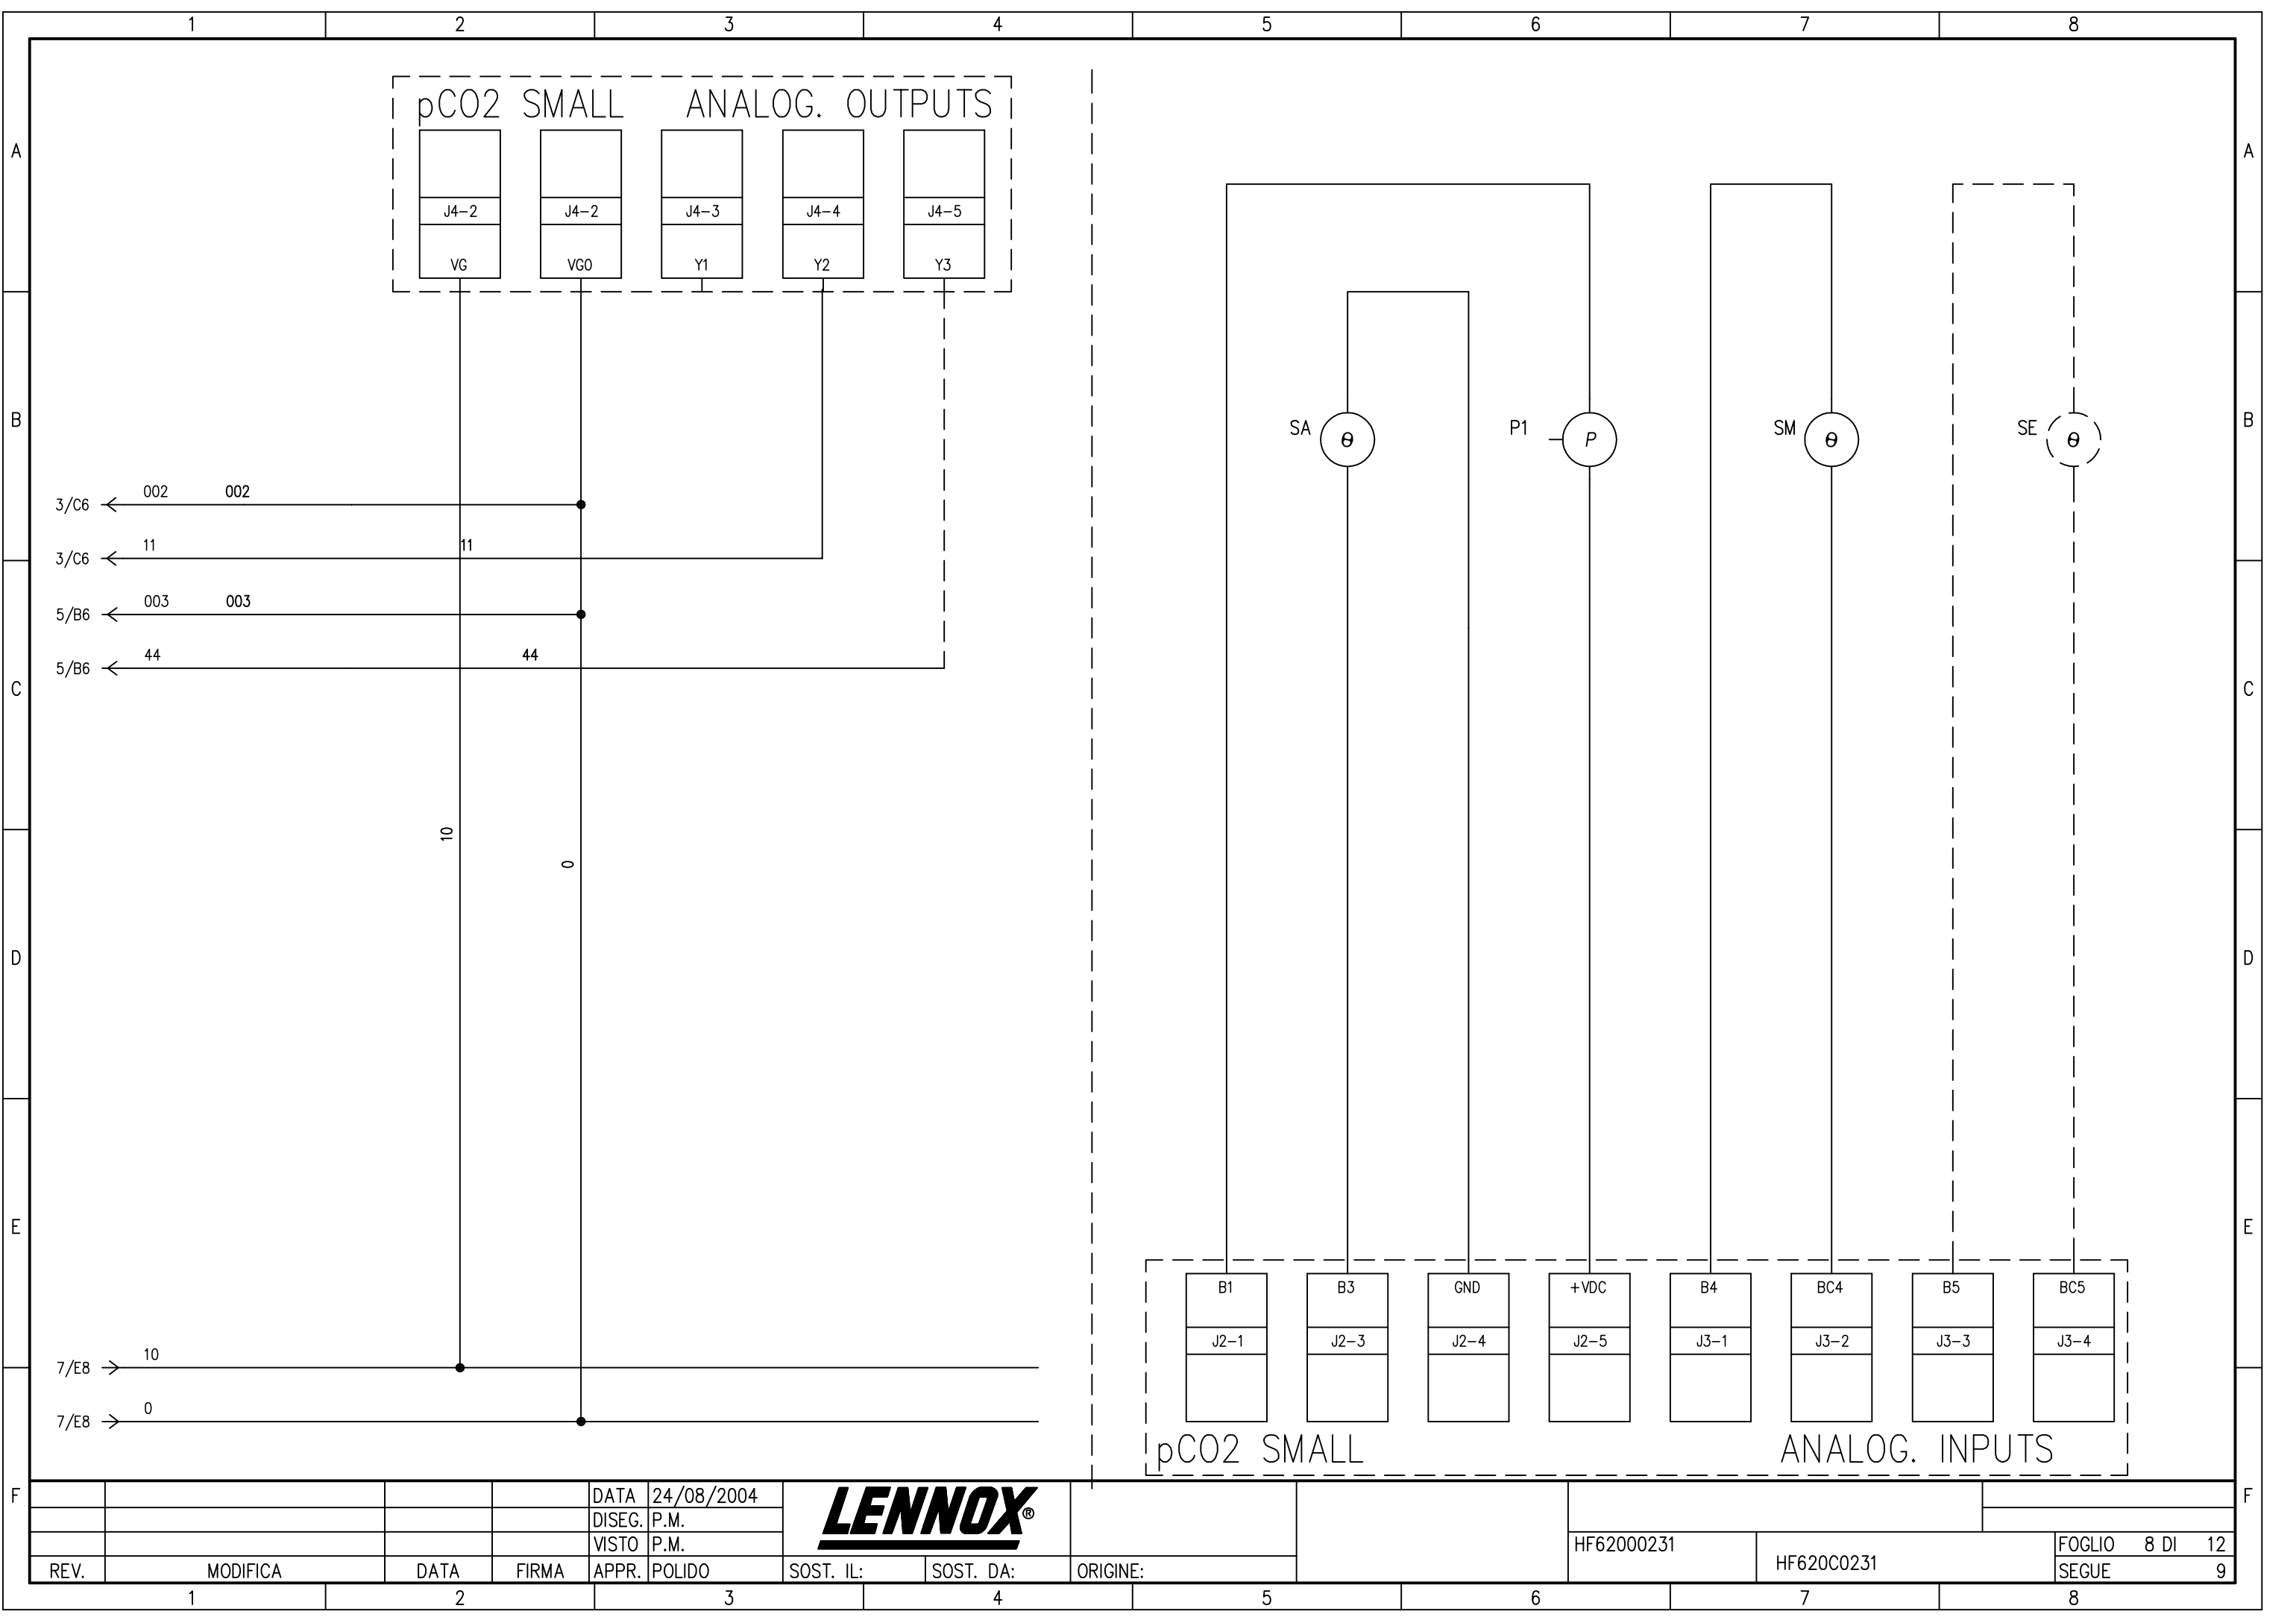 1 2 3 4 5 6 7 8
pCO2 SMALL ANALOG. OUTPUTS
A A
J4-2 J4-2 J4-3 J4-4 J4-5
VG VG0 Y1 Y2 Y3
B B
SA θ P1 P SM θ SE θ
3/C6 002 002
3/C6 11 11
5/B6 003 003
5/B6 44 44
C C
10
0
D D
E E
B1 B3 GND +VDC B4 BC4 B5 BC5
J2-1 J2-3 J2-4 J2-5 J3-1 J3-2 J3-3 J3-4
7/E8 10
7/E8 0
pCO2 SMALL ANALOG. INPUTS
F F
DATA 24/08/2004
LENNOX®
DISEG. P.M.
VISTO P.M.
HF62000231
FOGLIO 8 DI 12
HF620C0231
REV. MODIFICA DATA FIRMA APPR. POLIDO SOST. IL: SOST. DA: ORIGINE:
SEGUE 9
1 2 3 4 5 6 7 8